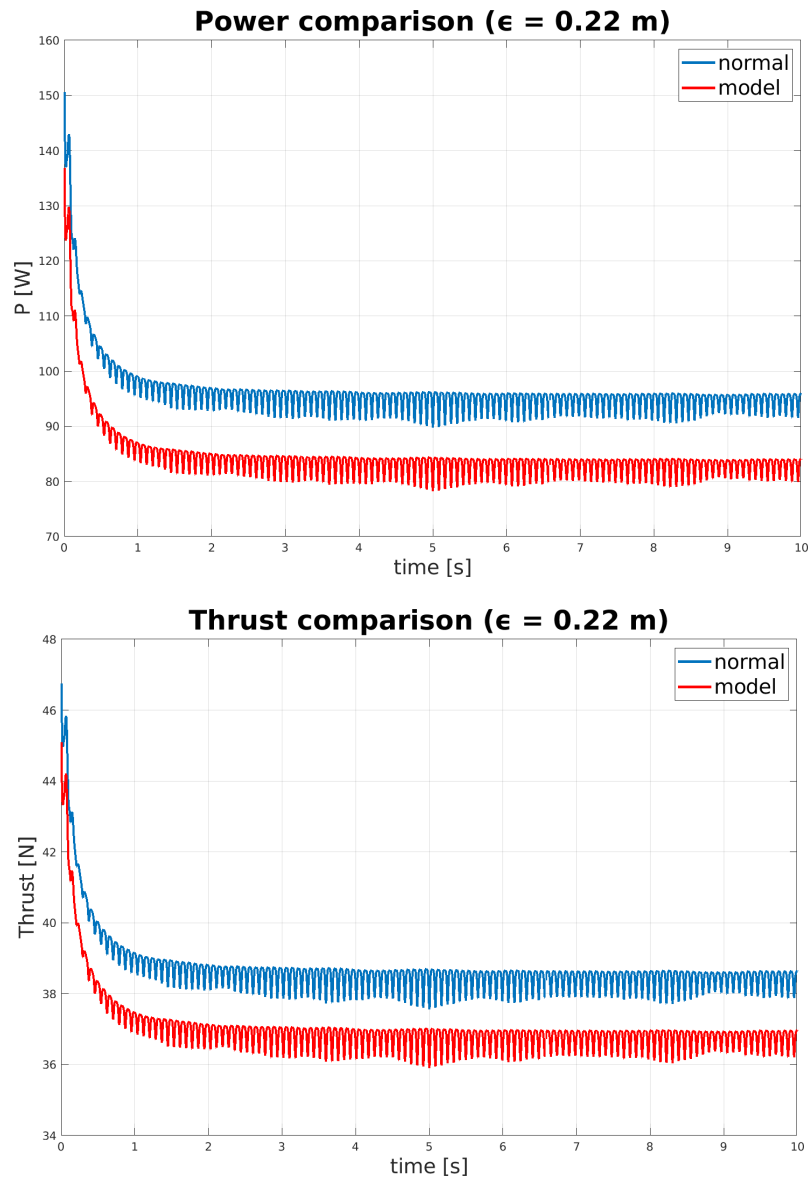 Power comparison (ϵ = 0.22 m)
160
150
140
130
120
110
100
90
80
70
P [W]
normal
model
0 1 2 3 4 5 6 7 8 9 10
time [s]
Thrust comparison (ϵ = 0.22 m)
48
46
44
42
40
38
36
34
Thrust [N]
normal
model
0 1 2 3 4 5 6 7 8 9 10
time [s]